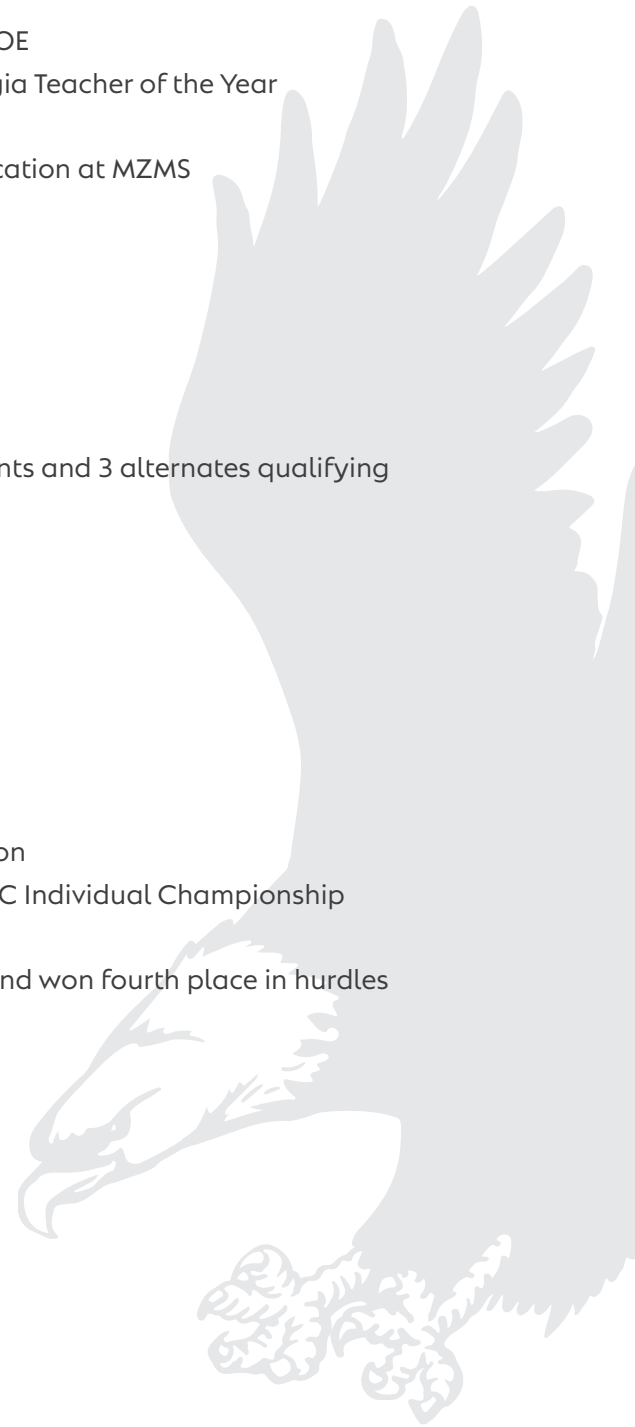 OE
gia Teacher of the Year
cation at MZMS
nts and 3 alternates qualifying
on
C Individual Championship
nd won fourth place in hurdles